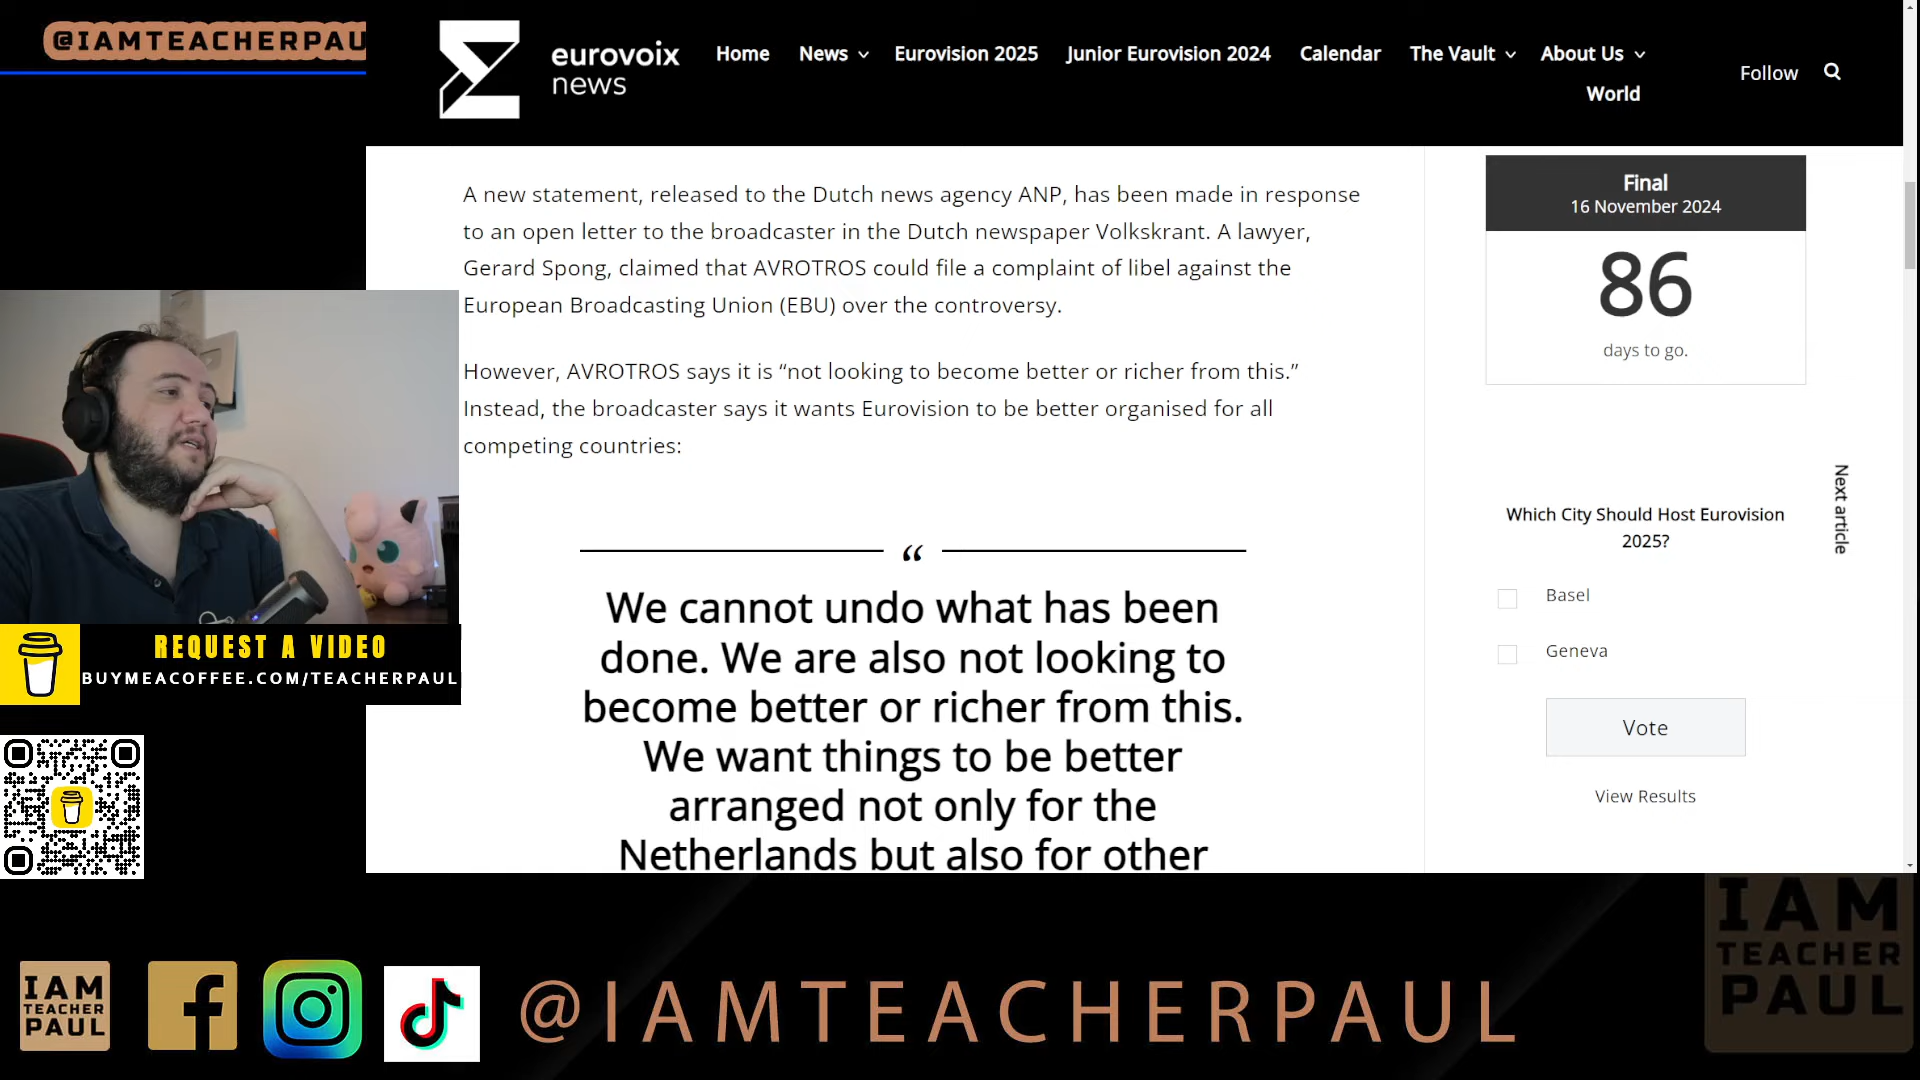 @IAMTEACHERPAU
eurovoix
news
Home
News
Eurovision 2025
Junior Eurovision 2024
Calendar
The Vault
About Us
World
Follow
A new statement, released to the Dutch news agency ANP, has been made in response
to an open letter to the broadcaster in the Dutch newspaper Volkskrant. A lawyer,
Gerard Spong, claimed that AVROTROS could file a complaint of libel against the
European Broadcasting Union (EBU) over the controversy.
However, AVROTROS says it is “not looking to become better or richer from this.”
Instead, the broadcaster says it wants Eurovision to be better organised for all
competing countries:
“
We cannot undo what has been
done. We are also not looking to
become better or richer from this.
We want things to be better
arranged not only for the
Netherlands but also for other
Final
16 November 2024
86
days to go.
Which City Should Host Eurovision
2025?
Basel
Geneva
Vote
View Results
Next article
REQUEST A VIDEO
BUYMEACOFFEE.COM/TEACHERPAUL
IAM
TEACHER
PAUL
@IAMTEACHERPAUL
IAM
TEACHER
PAUL